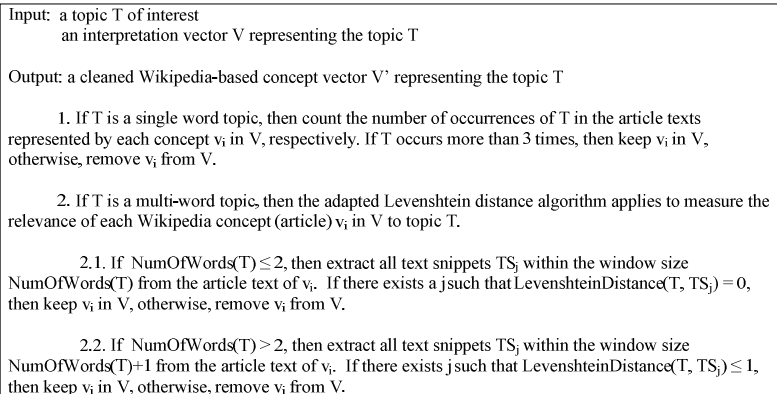 Input: a topic T of interest
an interpretation vector V representing the topic T
Output: a cleaned Wikipedia-based concept vector V’ representing the topic T
1. If T is a single word topic, then count the number of occurrences of T in the article texts
represented by each concept vi in V, respectively. If T occurs more than 3 times, then keep vi in V,
otherwise, remove vi from V.
2. If T is a multi-word topic, then the adapted Levenshtein distance algorithm applies to measure the
relevance of each Wikipedia concept (article) vi in V to topic T.
2.1. If NumOfWords(T) ≤ 2, then extract all text snippets TSj within the window size
NumOfWords(T) from the article text of vi. If there exists a j such that LevenshteinDistance(T, TSj) = 0,
then keep vi in V, otherwise, remove vi from V.
2.2. If NumOfWords(T) > 2, then extract all text snippets TSj within the window size
NumOfWords(T)+1 from the article text of vi. If there exists j such that LevenshteinDistance(T, TSj) ≤ 1,
then keep vi in V, otherwise, remove vi from V.